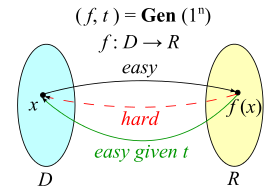 (f, t) = Gen (1ⁿ)
f : D → R
easy
x
f(x)
hard
easy given t
D
R